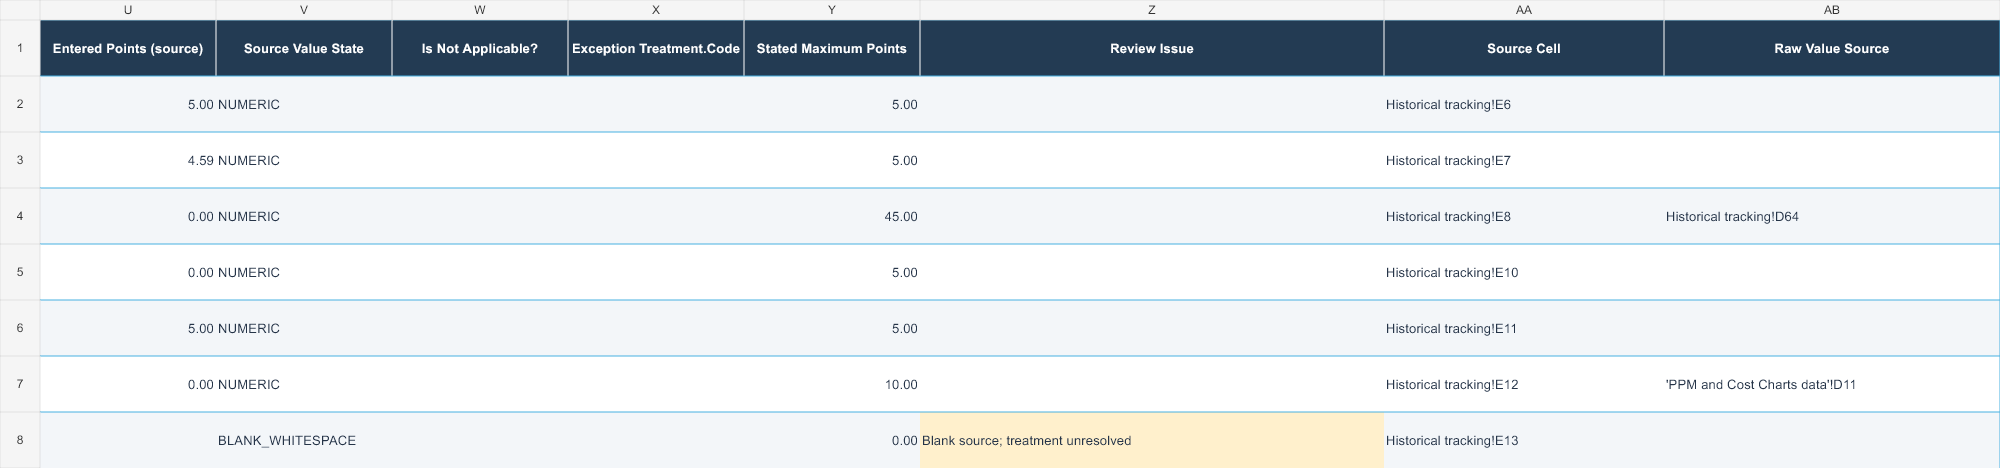 U V W X Y Z AA AB
1 Entered Points (source) Source Value State Is Not Applicable? Exception Treatment.Code Stated Maximum Points Review Issue Source Cell Raw Value Source
2 5.00 NUMERIC 5.00 Historical tracking!E6
3 4.59 NUMERIC 5.00 Historical tracking!E7
4 0.00 NUMERIC 45.00 Historical tracking!E8 Historical tracking!D64
5 0.00 NUMERIC 5.00 Historical tracking!E10
6 5.00 NUMERIC 5.00 Historical tracking!E11
7 0.00 NUMERIC 10.00 Historical tracking!E12 'PPM and Cost Charts data'!D11
8 BLANK_WHITESPACE 0.00 Blank source; treatment unresolved Historical tracking!E13